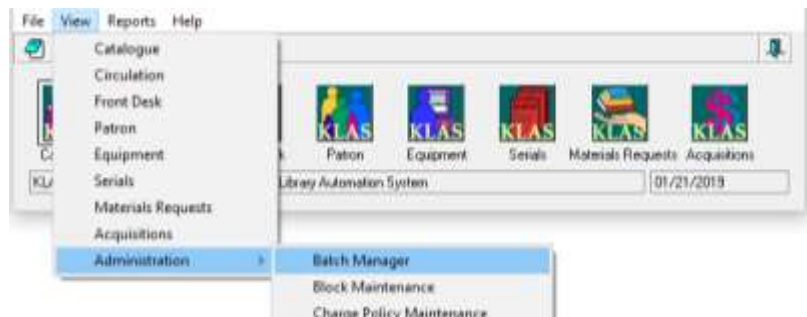 File View Reports Help
Catalogue
Circulation
Front Desk
Patron
Equipment
Serials
Materials Requests
Acquisitions
Administration
KLAS KLAS KLAS KLAS KLAS
Patron Equipment Serials Materials Requests Acquisitions
Library Automation System 01/21/2019
Batch Manager
Block Maintenance
Charge Policy Maintenance